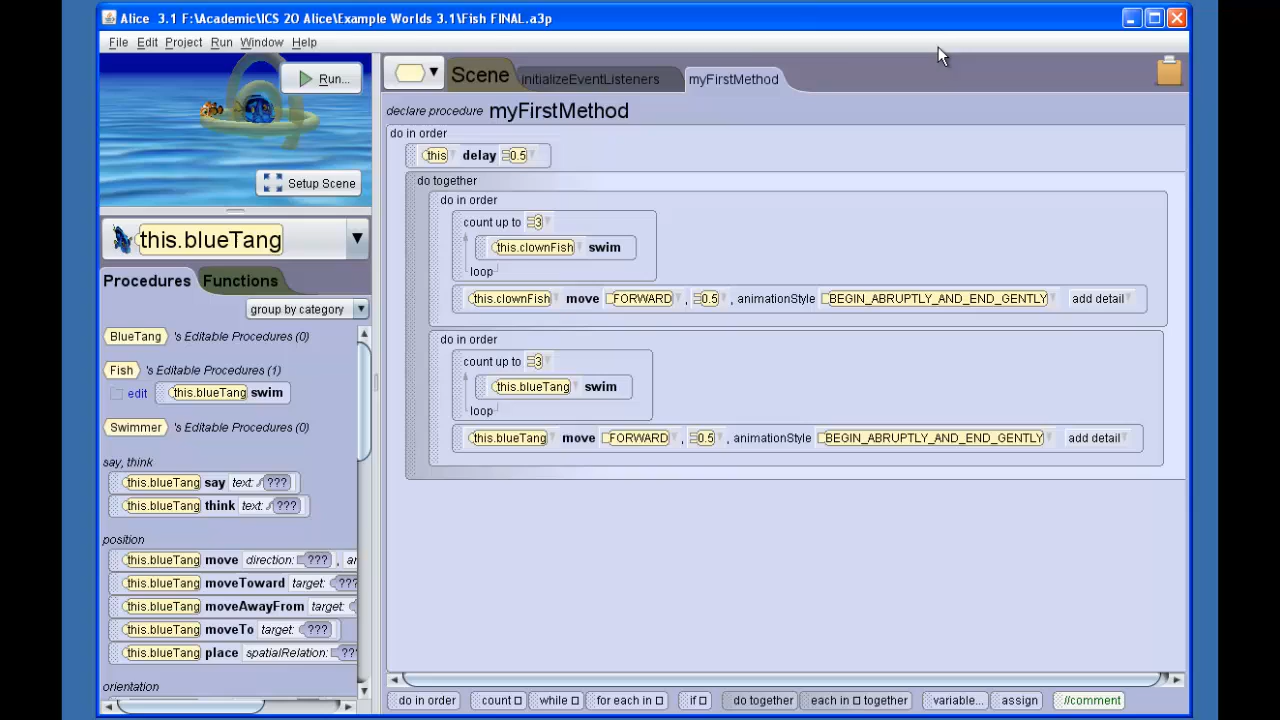 Alice 3.1 F:\Academic\ICS 2O Alice\Example Worlds 3.1\Fish FINAL.a3p
File Edit Project Run Window Help
Run...
Setup Scene
this.blueTang
Procedures Functions
group by category
BlueTang 's Editable Procedures (0)
Fish 's Editable Procedures (1)
edit this.blueTang swim
Swimmer 's Editable Procedures (0)
say, think
this.blueTang say text: ???
this.blueTang think text: ???
position
this.blueTang move direction: ??? , ar
this.blueTang moveToward target: ???
this.blueTang moveAwayFrom target:
this.blueTang moveTo target: ???
this.blueTang place spatialRelation: ??
orientation
Scene initializeEventListeners myFirstMethod
declare procedure myFirstMethod
do in order
this delay 0.5
do together
do in order
count up to 3
this.clownFish swim
loop
this.clownFish move FORWARD , 0.5 , animationStyle BEGIN_ABRUPTLY_AND_END_GENTLY add detail
do in order
count up to 3
this.blueTang swim
loop
this.blueTang move FORWARD , 0.5 , animationStyle BEGIN_ABRUPTLY_AND_END_GENTLY add detail
do in order count while for each in if do together each in together variable... assign //comment